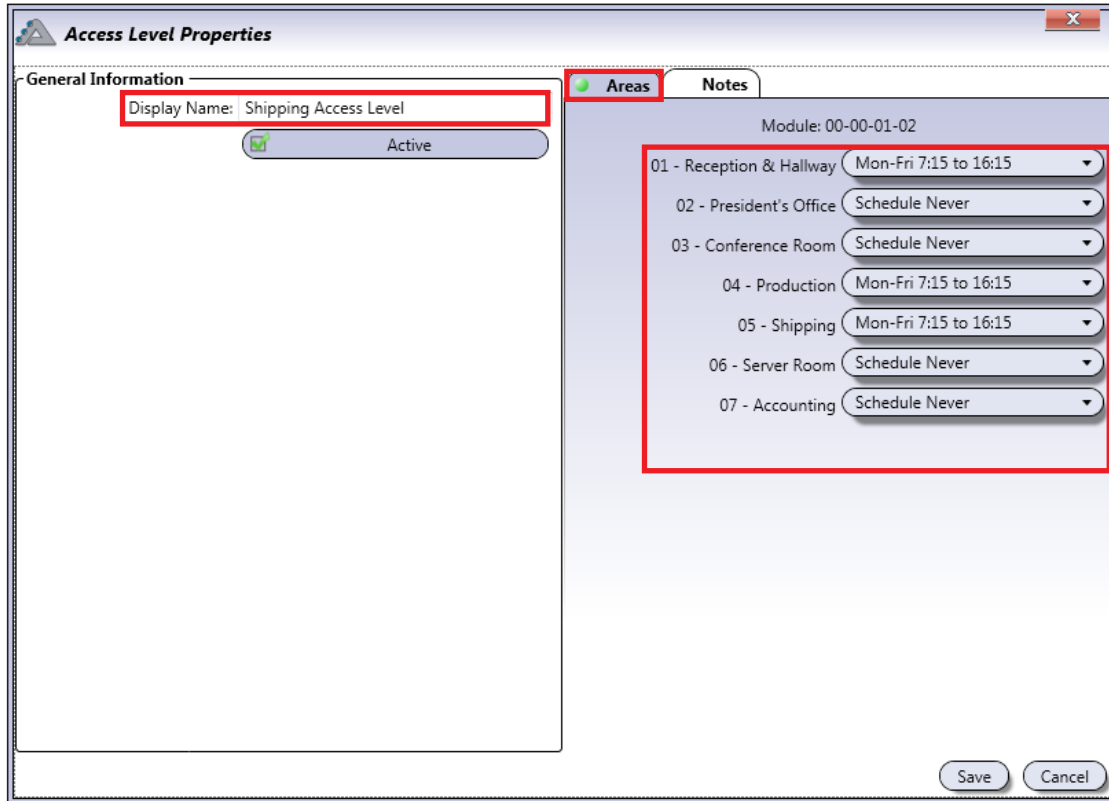 Access Level Properties
General Information
Display Name: Shipping Access Level
Active
Areas
Notes
Module: 00-00-01-02
01 - Reception & Hallway Mon-Fri 7:15 to 16:15
02 - President's Office Schedule Never
03 - Conference Room Schedule Never
04 - Production Mon-Fri 7:15 to 16:15
05 - Shipping Mon-Fri 7:15 to 16:15
06 - Server Room Schedule Never
07 - Accounting Schedule Never
Save
Cancel